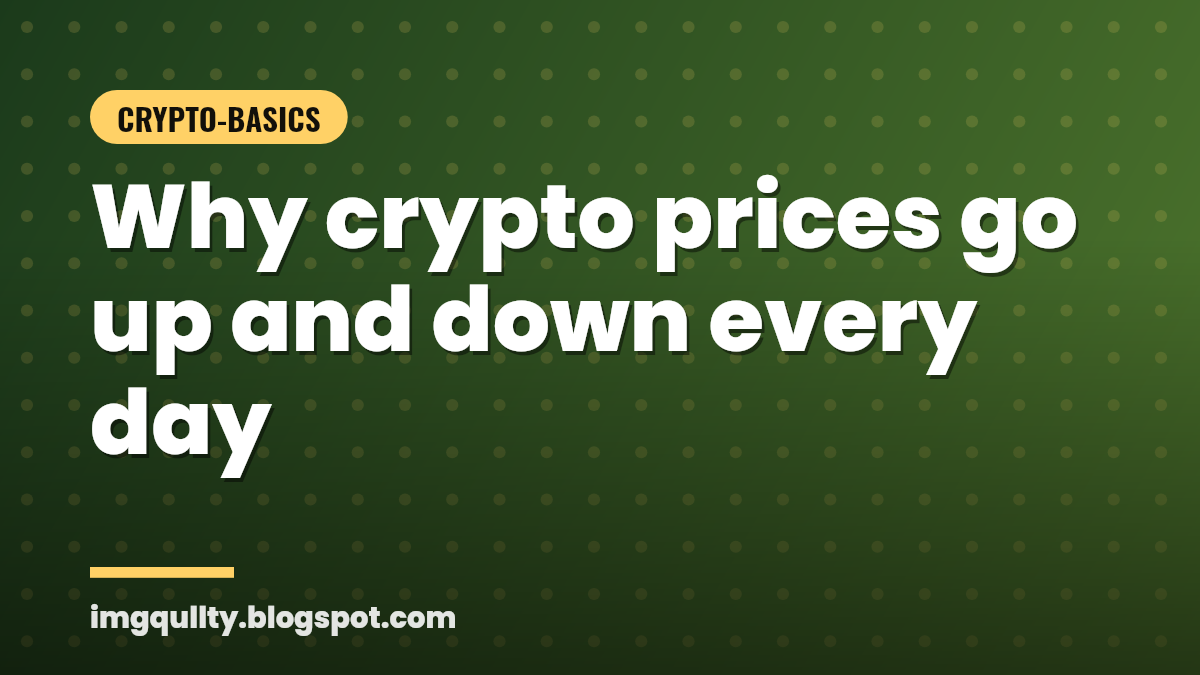 CRYPTO-BASICS
Why crypto prices go
up and down every
day
imgqullty.blogspot.com